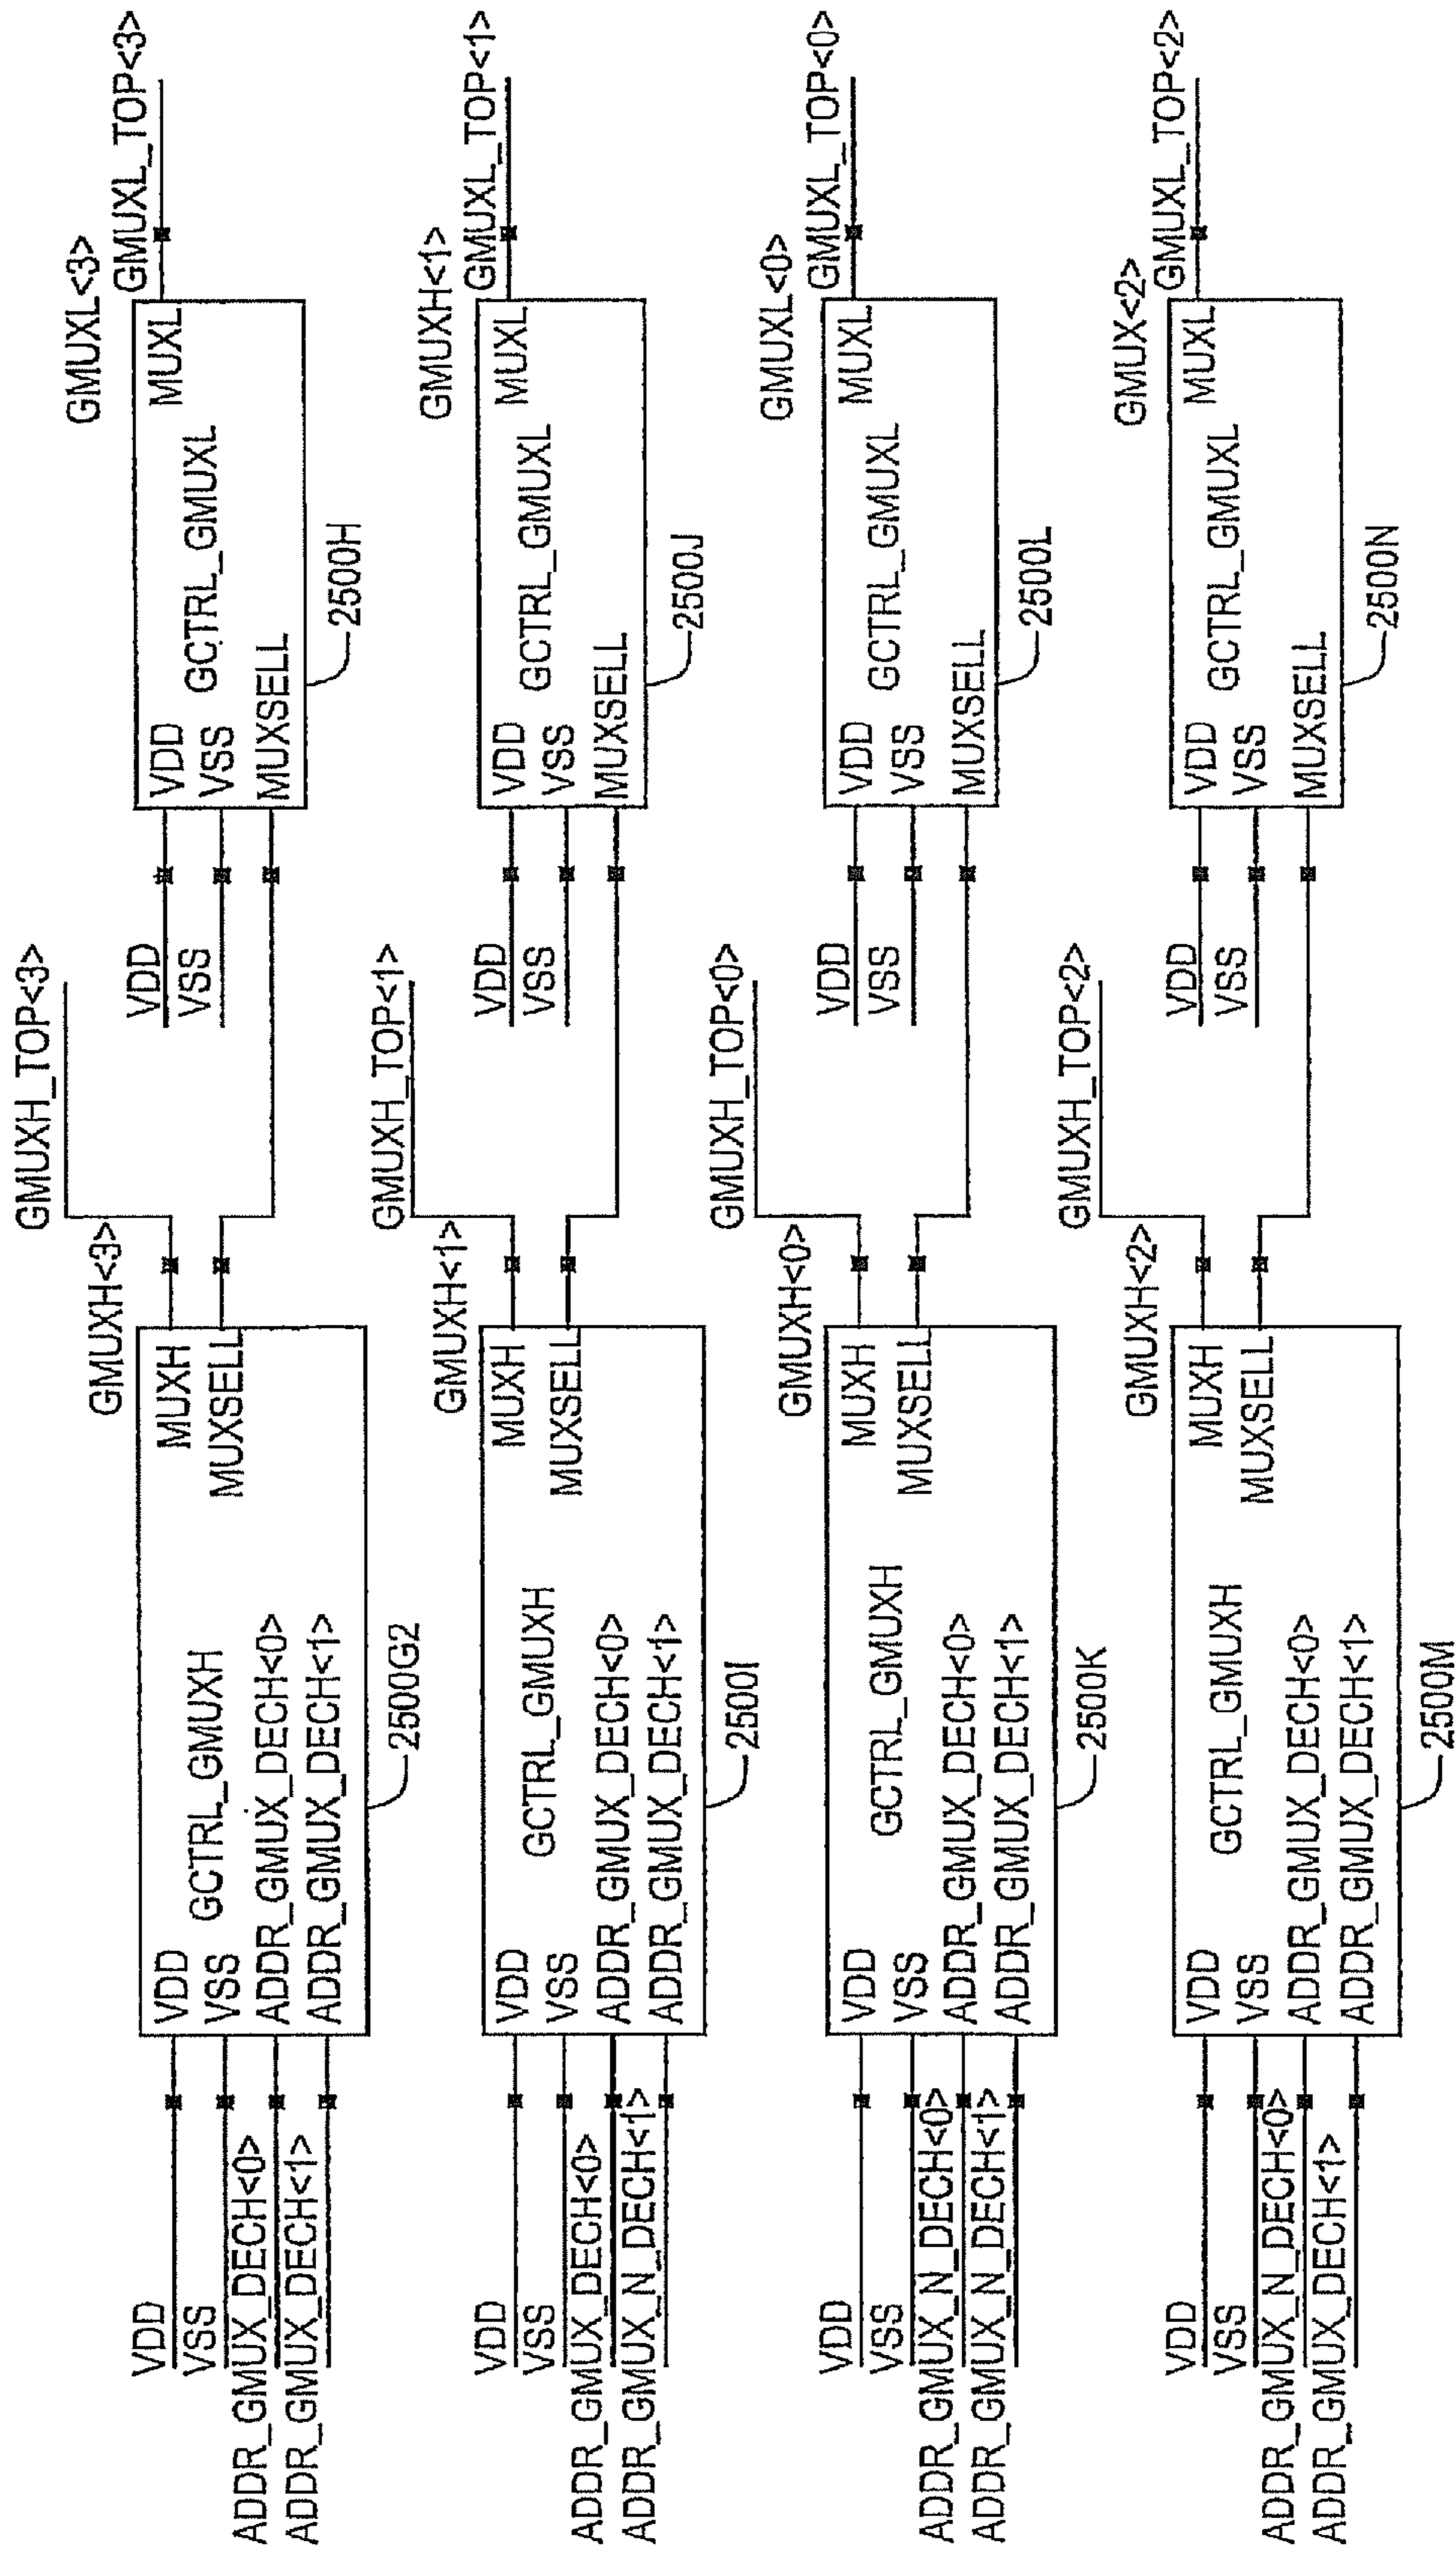 VDD
VSS
ADDR_GMUX_DECH<0>
ADDR_GMUX_DECH<1>
VDD
VSS
ADDR_GMUX_DECH<0>
ADDR_GMUX_DECH<1>
GCTRL_GMUXH
MUXH
MUXSELL
2500G2
GMUXH<3>
GMUXH_TOP<3>
VDD
VSS
VDD
VSS
MUXSELL
GCTRL_GMUXL
MUXL
2500H
GMUXL<3>
GMUXL_TOP<3>
VDD
VSS
ADDR_GMUX_DECH<0>
ADDR_GMUX_N_DECH<1>
VDD
VSS
ADDR_GMUX_DECH<0>
ADDR_GMUX_DECH<1>
GCTRL_GMUXH
MUXH
MUXSELL
2500I
GMUXH<1>
GMUXH_TOP<1>
VDD
VSS
VDD
VSS
MUXSELL
GCTRL_GMUXL
MUXL
2500J
GMUXH<1>
GMUXL_TOP<1>
VDD
VSS
ADDR_GMUX_N_DECH<0>
ADDR_GMUX_N_DECH<1>
VDD
VSS
ADDR_GMUX_DECH<0>
ADDR_GMUX_DECH<1>
GCTRL_GMUXH
MUXH
MUXSELL
2500K
GMUXH<0>
GMUXH_TOP<0>
VDD
VSS
VDD
VSS
MUXSELL
GCTRL_GMUXL
MUXL
2500L
GMUXL<0>
GMUXL_TOP<0>
VDD
VSS
ADDR_GMUX_N_DECH<0>
ADDR_GMUX_DECH<1>
VDD
VSS
ADDR_GMUX_DECH<0>
ADDR_GMUX_DECH<1>
GCTRL_GMUXH
MUXH
MUXSELL
2500M
GMUXH<2>
GMUXH_TOP<2>
VDD
VSS
VDD
VSS
MUXSELL
GCTRL_GMUXL
MUXL
2500N
GMUX<2>
GMUXL_TOP<2>